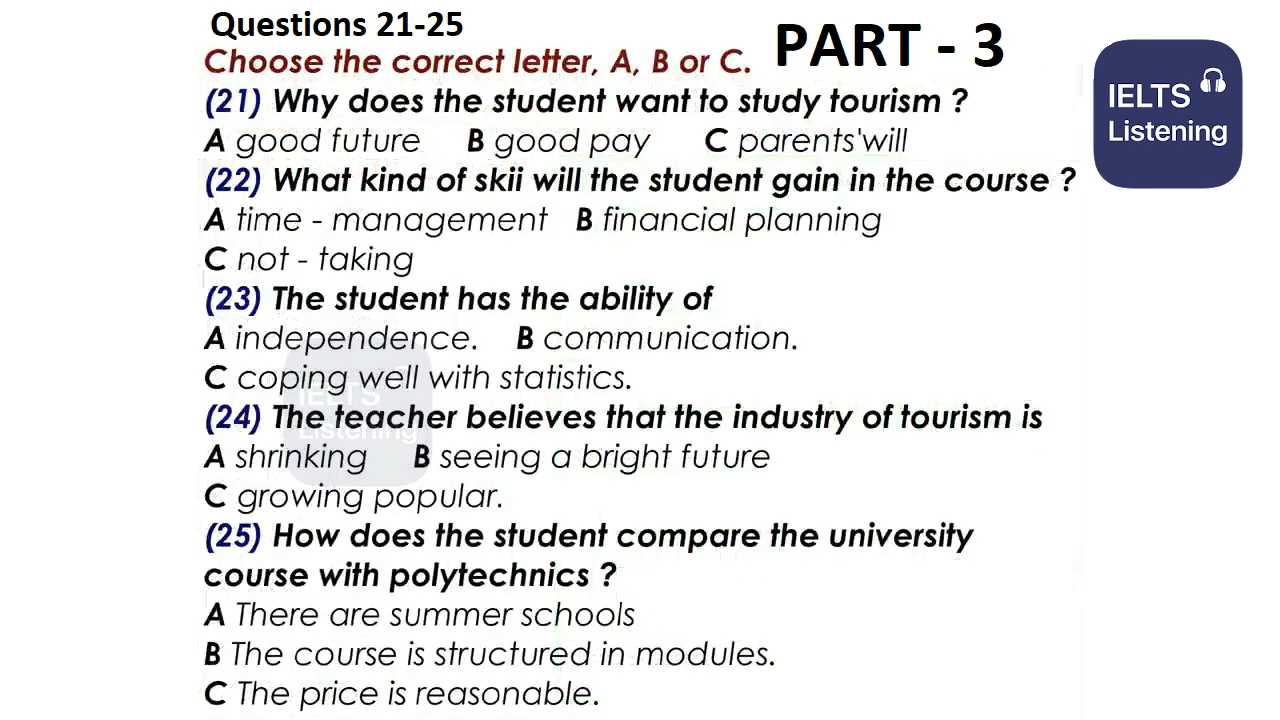 Questions 21-25
PART - 3
Choose the correct letter, A, B or C.
IELTS
Listening
(21) Why does the student want to study tourism ?
A good future B good pay C parents'will
(22) What kind of skii will the student gain in the course ?
A time - management B financial planning
C not - taking
(23) The student has the ability of
A independence. B communication.
C coping well with statistics.
IELTS
Listening
(24) The teacher believes that the industry of tourism is
A shrinking B seeing a bright future
C growing popular.
(25) How does the student compare the university
course with polytechnics ?
A There are summer schools
B The course is structured in modules.
C The price is reasonable.